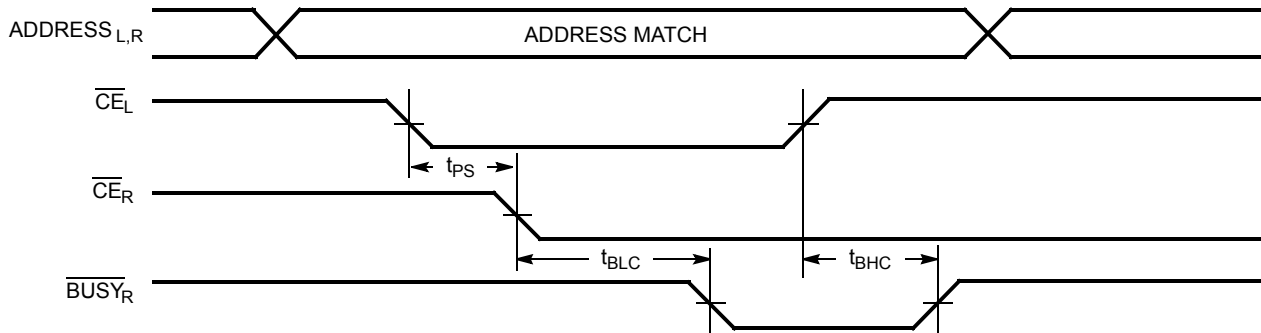 ADDRESS L,R
ADDRESS MATCH
CEL
tPS
CER
tBLC
tBHC
BUSYR